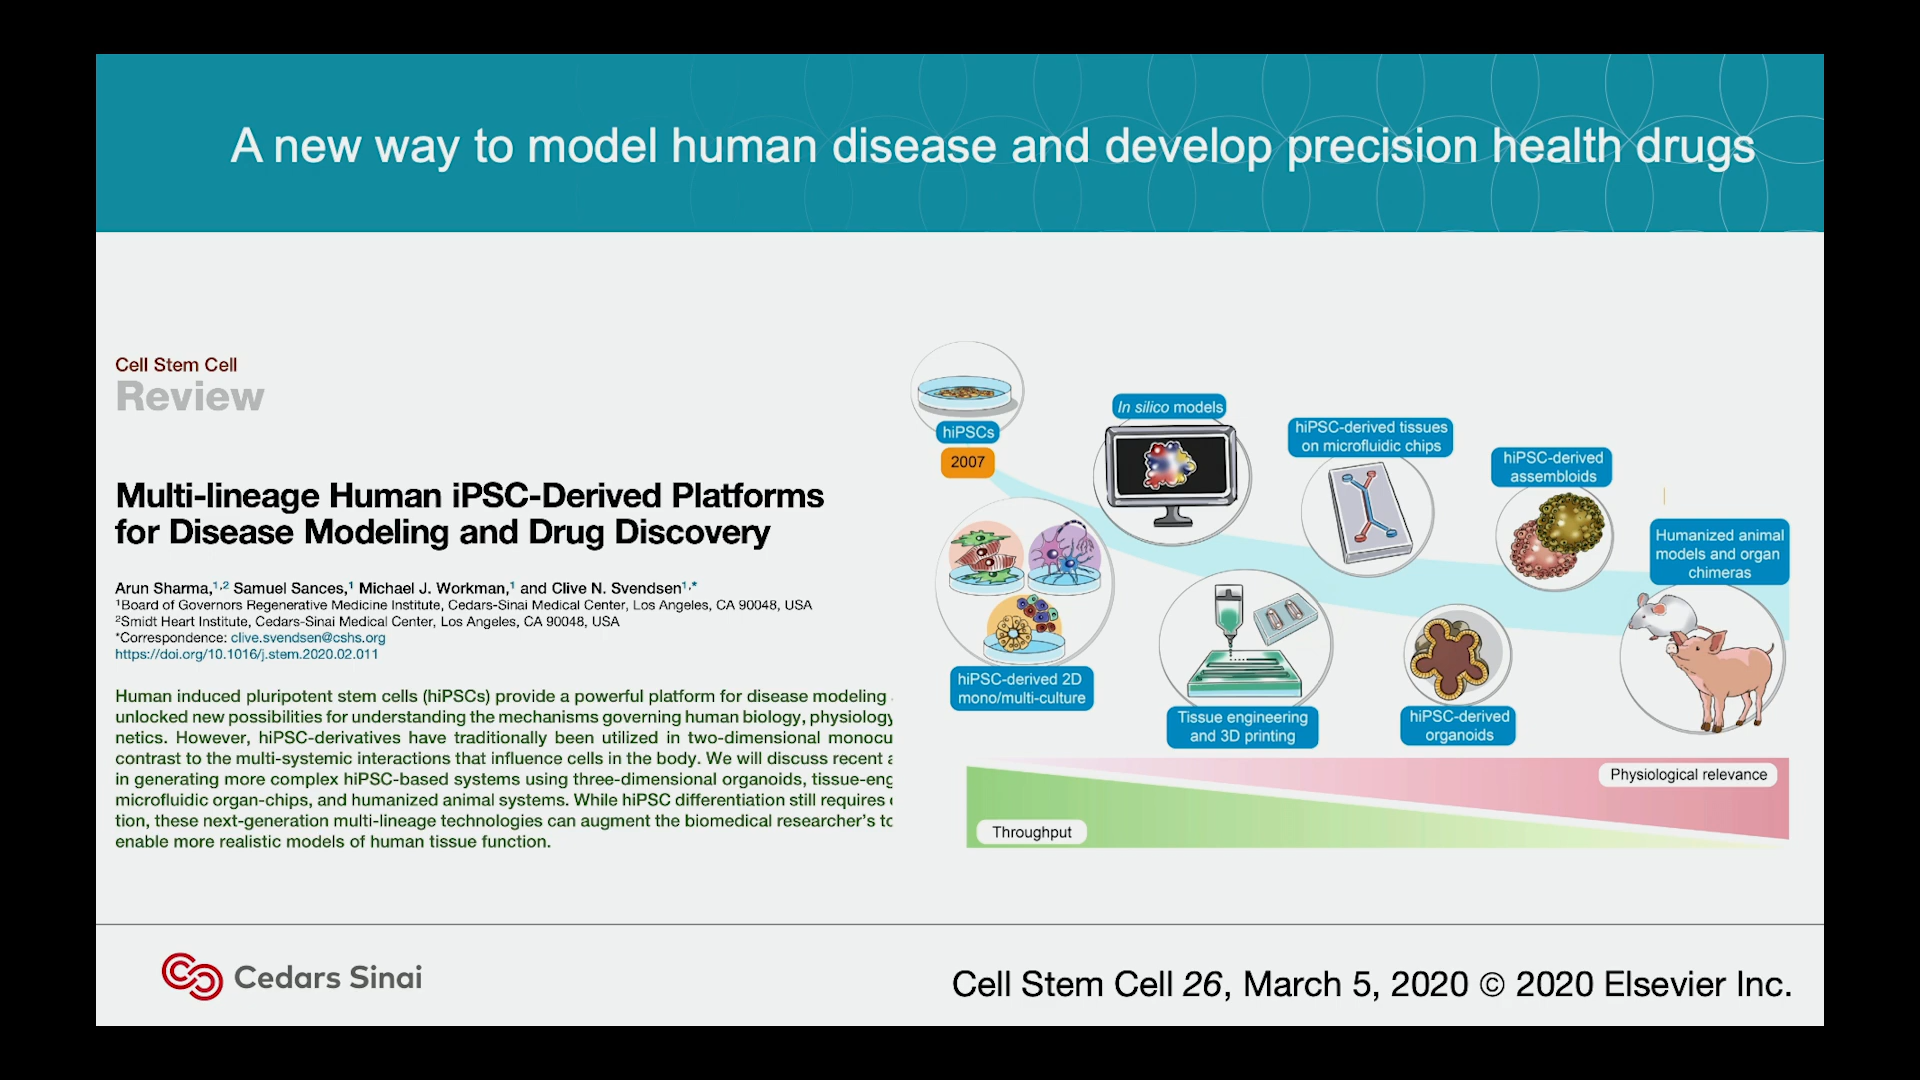 A new way to model human disease and develop precision health drugs
Cell Stem Cell
Review
Multi-lineage Human iPSC-Derived Platforms
for Disease Modeling and Drug Discovery
Arun Sharma,1,2 Samuel Sances,1 Michael J. Workman,1 and Clive N. Svendsen1,*
1Board of Governors Regenerative Medicine Institute, Cedars-Sinai Medical Center, Los Angeles, CA 90048, USA
2Smidt Heart Institute, Cedars-Sinai Medical Center, Los Angeles, CA 90048, USA
*Correspondence: clive.svendsen@cshs.org
https://doi.org/10.1016/j.stem.2020.02.011
Human induced pluripotent stem cells (hiPSCs) provide a powerful platform for disease modeling
unlocked new possibilities for understanding the mechanisms governing human biology, physiology
netics. However, hiPSC-derivatives have traditionally been utilized in two-dimensional monocu
contrast to the multi-systemic interactions that influence cells in the body. We will discuss recent
in generating more complex hiPSC-based systems using three-dimensional organoids, tissue-eng
microfluidic organ-chips, and humanized animal systems. While hiPSC differentiation still requires
tion, these next-generation multi-lineage technologies can augment the biomedical researcher's to
enable more realistic models of human tissue function.
hiPSCs
2007
In silico models
hiPSC-derived tissues
on microfluidic chips
hiPSC-derived
assembloids
Humanized animal
models and organ
chimeras
hiPSC-derived 2D
mono/multi-culture
Tissue engineering
and 3D printing
hiPSC-derived
organoids
Physiological relevance
Throughput
Cedars Sinai
Cell Stem Cell 26, March 5, 2020 © 2020 Elsevier Inc.